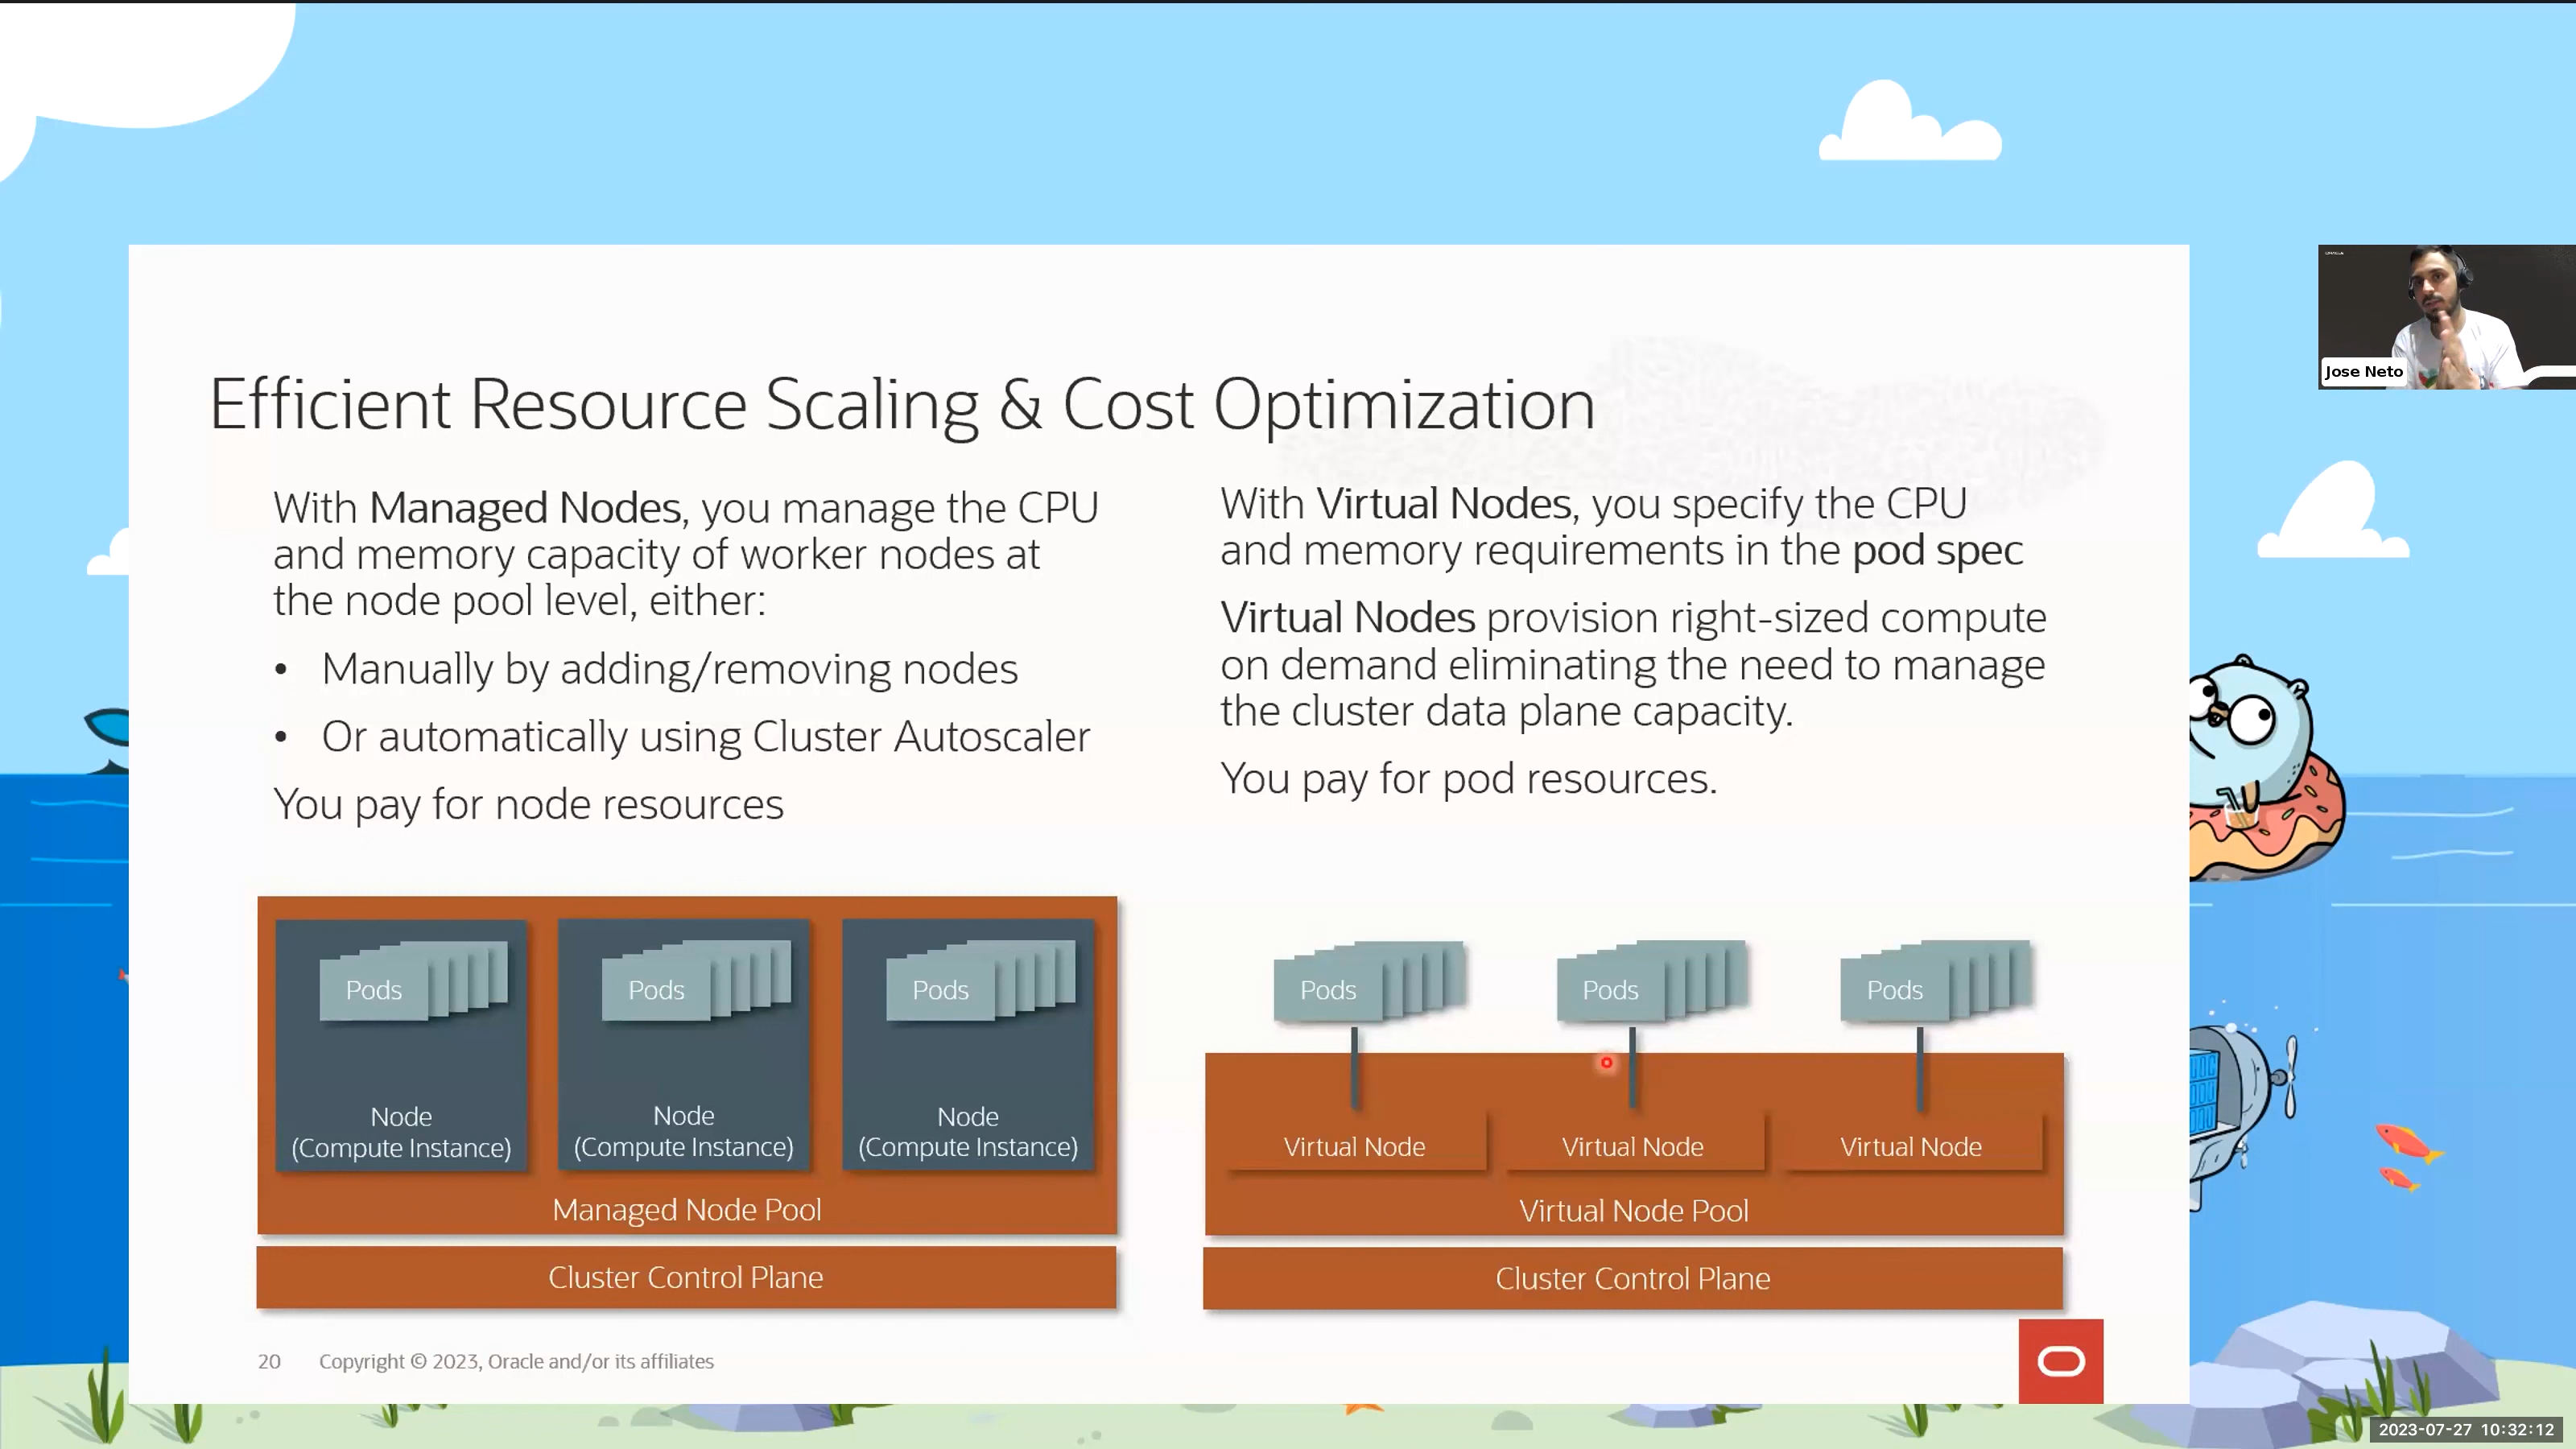 Efficient Resource Scaling & Cost Optimization
With Managed Nodes, you manage the CPU
and memory capacity of worker nodes at
the node pool level, either:
• Manually by adding/removing nodes
• Or automatically using Cluster Autoscaler
You pay for node resources
With Virtual Nodes, you specify the CPU
and memory requirements in the pod spec
Virtual Nodes provision right-sized compute
on demand eliminating the need to manage
the cluster data plane capacity.
You pay for pod resources.
Pods
Node
(Compute Instance)
Pods
Node
(Compute Instance)
Pods
Node
(Compute Instance)
Managed Node Pool
Cluster Control Plane
Pods
Pods
Pods
Virtual Node
Virtual Node
Virtual Node
Virtual Node Pool
Cluster Control Plane
20 Copyright © 2023, Oracle and/or its affiliates
Jose Neto
2023-07-27 10:32:12